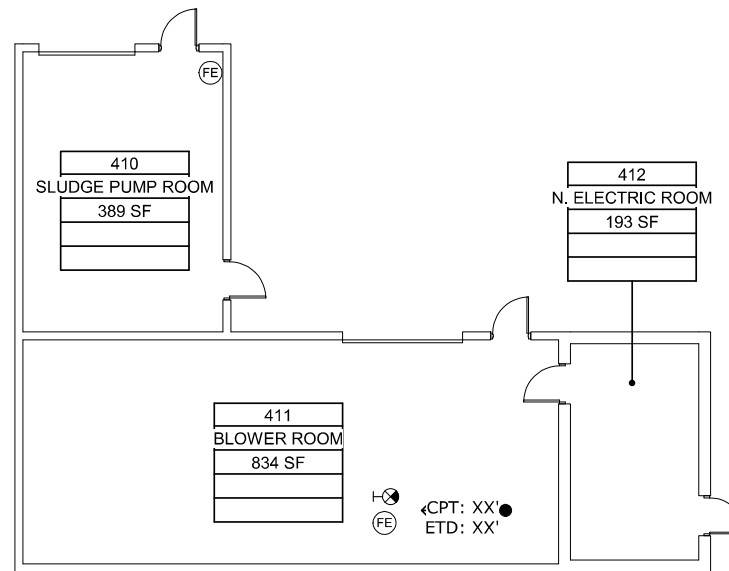 FE
410
SLUDGE PUMP ROOM
389 SF
412
N. ELECTRIC ROOM
193 SF
411
BLOWER ROOM
834 SF
FE
CPT: XX'
ETD: XX'